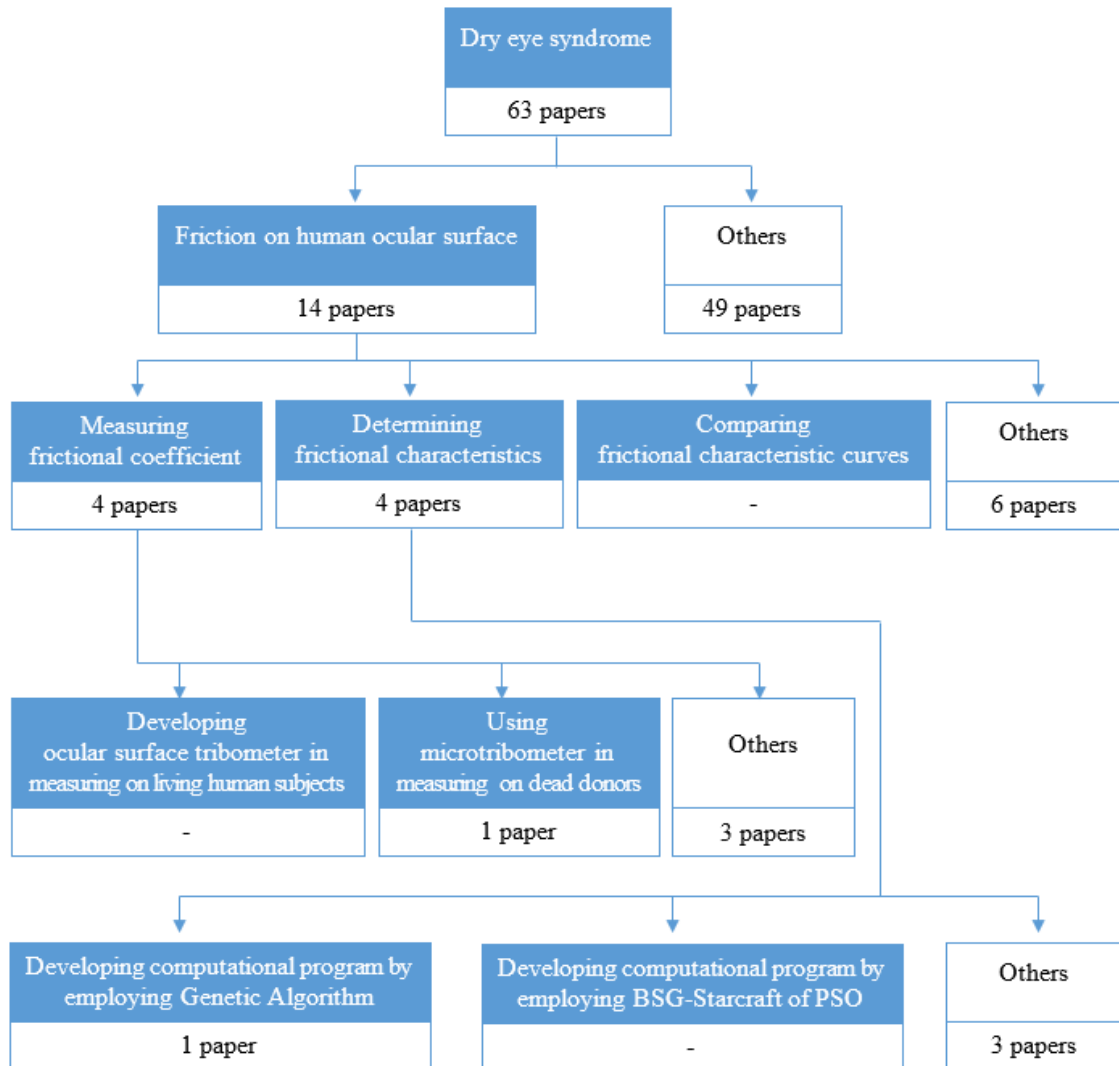 Dry eye syndrome
63 papers
Friction on human ocular surface
14 papers
Others
49 papers
Measuring
frictional coefficient
4 papers
Determining
frictional characteristics
4 papers
Comparing
frictional characteristic curves
-
Others
6 papers
Developing
ocular surface tribometer in
measuring on living human subjects
-
Using
microtribometer in
measuring on dead donors
1 paper
Others
3 papers
Developing computational program by
employing Genetic Algorithm
1 paper
Developing computational program by
employing BSG-Starcraft of PSO
-
Others
3 papers